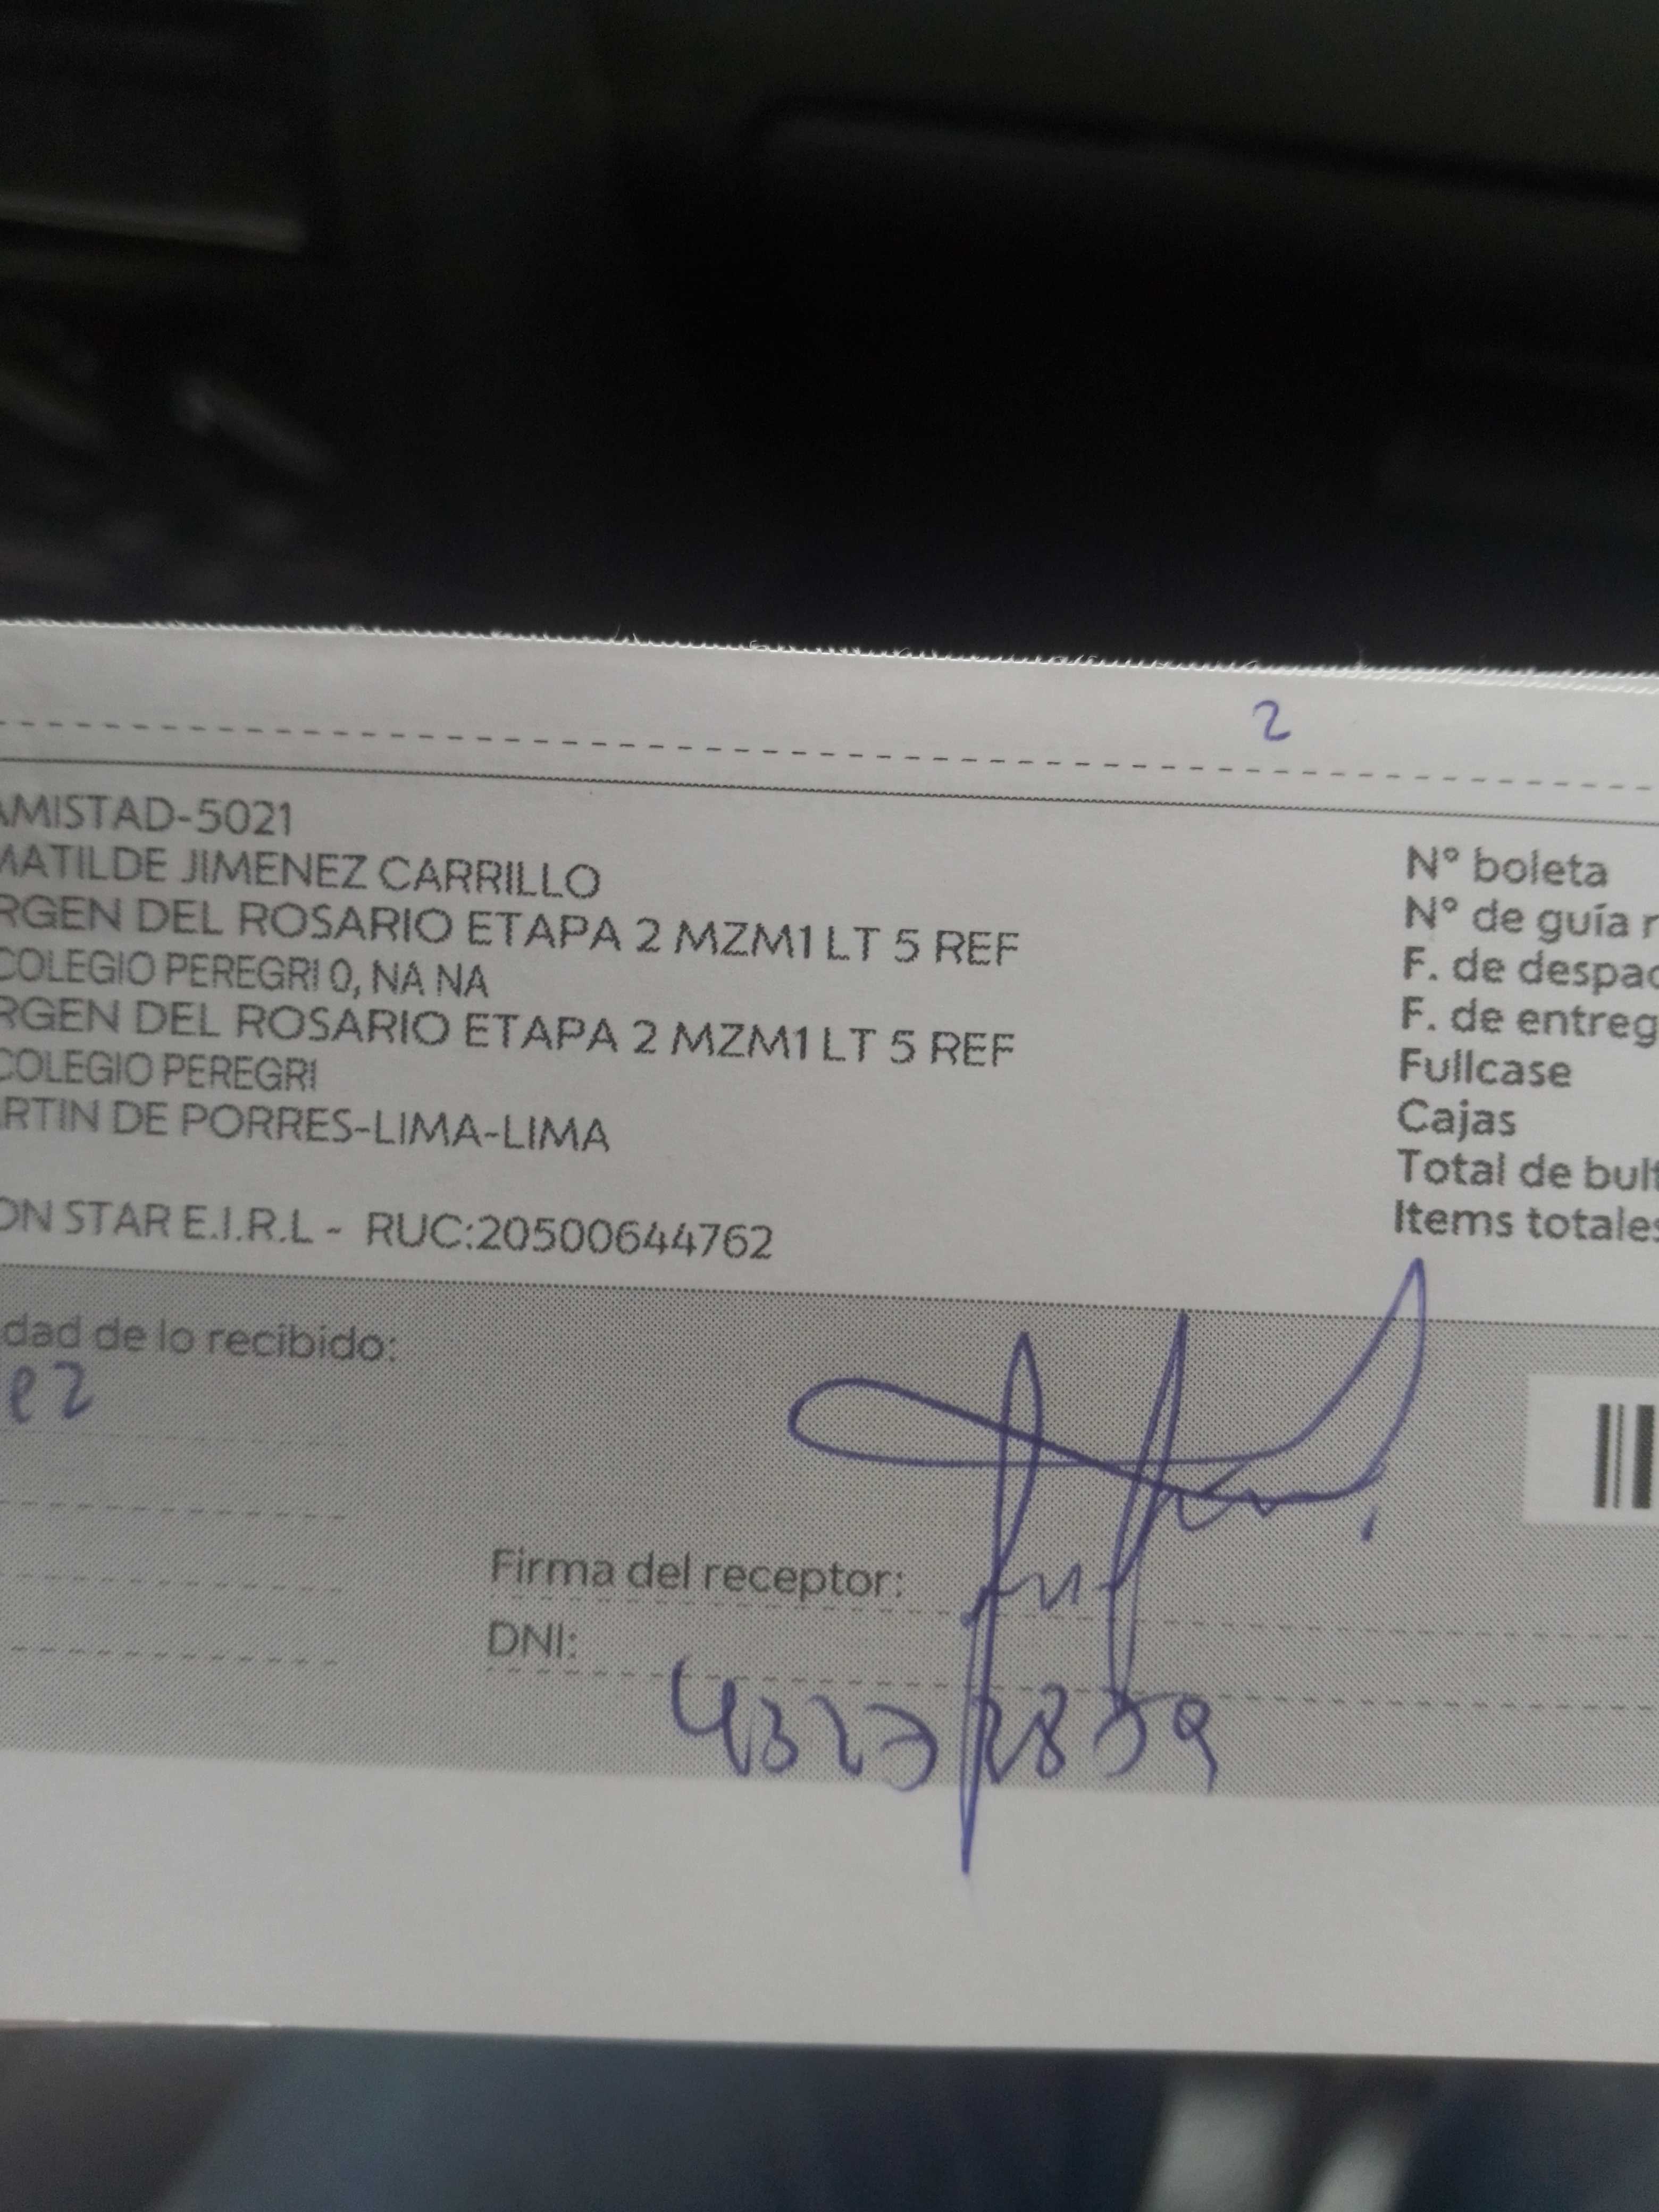 2
AMISTAD-5021
MATILDE JIMENEZ CARRILLO
RGEN DEL ROSARIO ETAPA 2 MZM1 LT 5 REF
COLEGIO PEREGRI 0, NA NA
RGEN DEL ROSARIO ETAPA 2 MZM1 LT 5 REF
COLEGIO PEREGRI
RTIN DE PORRES-LIMA-LIMA
ON STAR E.I.R.L - RUC:20500644762
N° boleta
N° de guía r
F. de despac
F. de entreg
Fullcase
Cajas
Total de bult
Items totales
dad de lo recibido:
ez
Firma del receptor:
DNI: